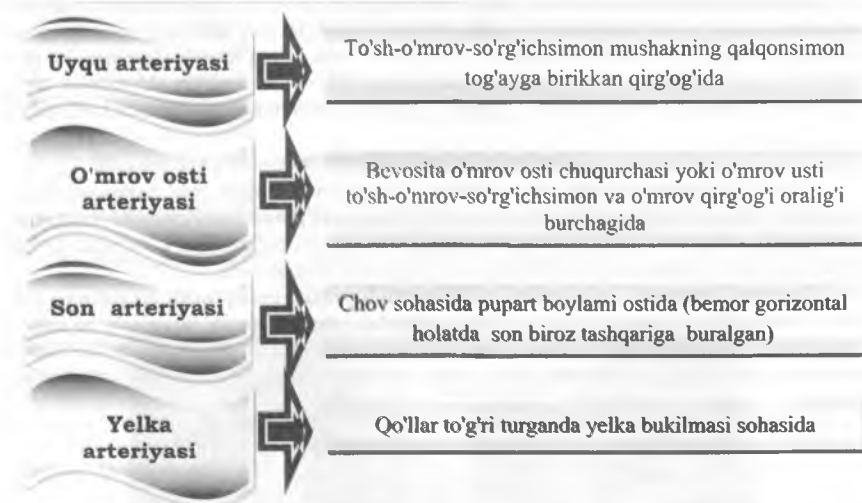 Uyqu arteriyasi
To'sh-o'mrov-so'rg'ichsimon mushakning qalqonsimon
tog'ayga birikkan qirg'og'ida
O'mrov osti
arteriyasi
Bevosita o'mrov osti chuqurchasi yoki o'mrov usti
to'sh-o'mrov-so'rg'ichsimon va o'mrov qirg'og'i oralig'i
burchagida
Son arteriyasi
Chov sohasida pupart boylami ostida (bemor gorizontal
holatda son biroz tashqariga buralgan)
Yelka
arteriyasi
Qo'llar to'g'ri turganda yelka bukilmasi sohasida